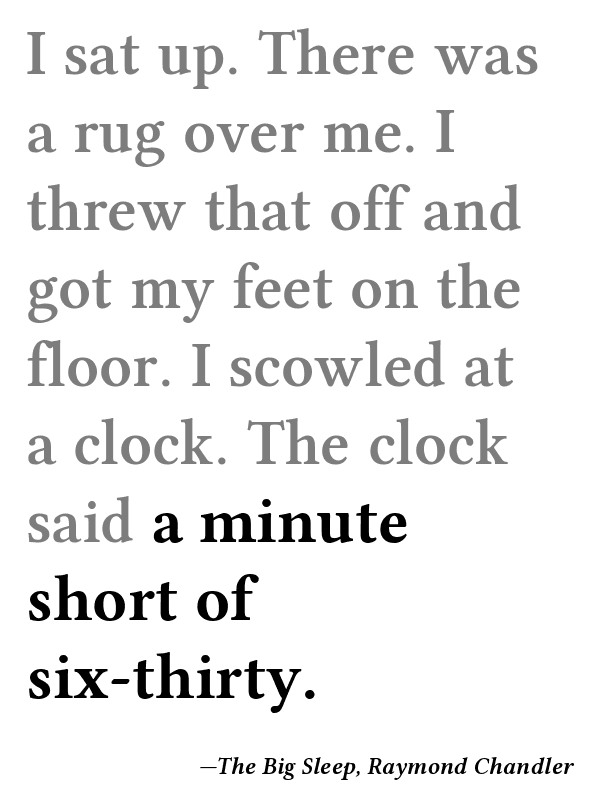 I sat up. There was
a rug over me. I
threw that off and
got my feet on the
floor. I scowled at
a clock. The clock
said a minute
short of
six-thirty.
—The Big Sleep, Raymond Chandler